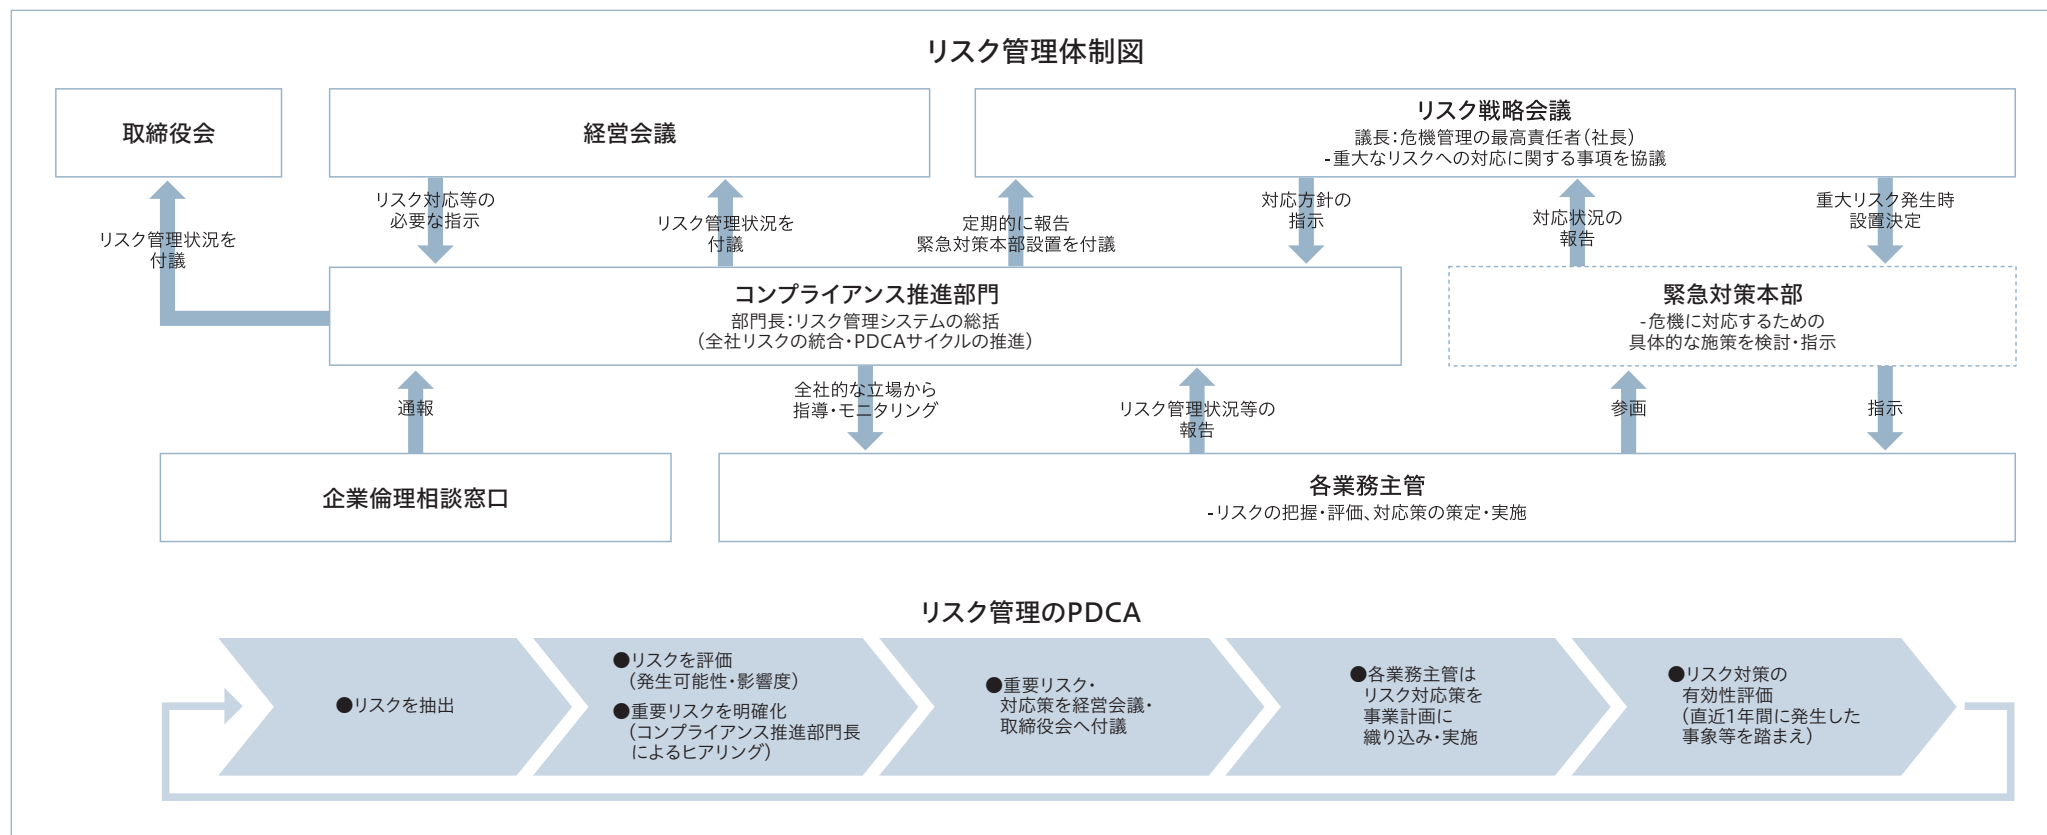 リスク管理体制図
取締役会
経営会議
リスク戦略会議
議長：危機管理の最高責任者（社長）
-重大なリスクへの対応に関する事項を協議
リスク管理状況を
付議
リスク対応等の
必要な指示
リスク管理状況を
付議
定期的に報告
緊急対策本部設置を付議
対応方針の
指示
対応状況の
報告
重大リスク発生時
設置決定
コンプライアンス推進部門
部門長：リスク管理システムの総括
（全社リスクの統合・PDCAサイクルの推進）
緊急対策本部
-危機に対応するための
具体的な施策を検討・指示
通報
全社的な立場から
指導・モニタリング
リスク管理状況等の
報告
参画
指示
企業倫理相談窓口
各業務主管
-リスクの把握・評価、対応策の策定・実施
リスク管理のPDCA
●リスクを抽出
●リスクを評価
（発生可能性・影響度）
●重要リスクを明確化
（コンプライアンス推進部門長
によるヒアリング）
●重要リスク・
対応策を経営会議・
取締役会へ付議
●各業務主管は
リスク対応策を
事業計画に
織り込み・実施
●リスク対策の
有効性評価
（直近1年間に発生した
事象等を踏まえ）